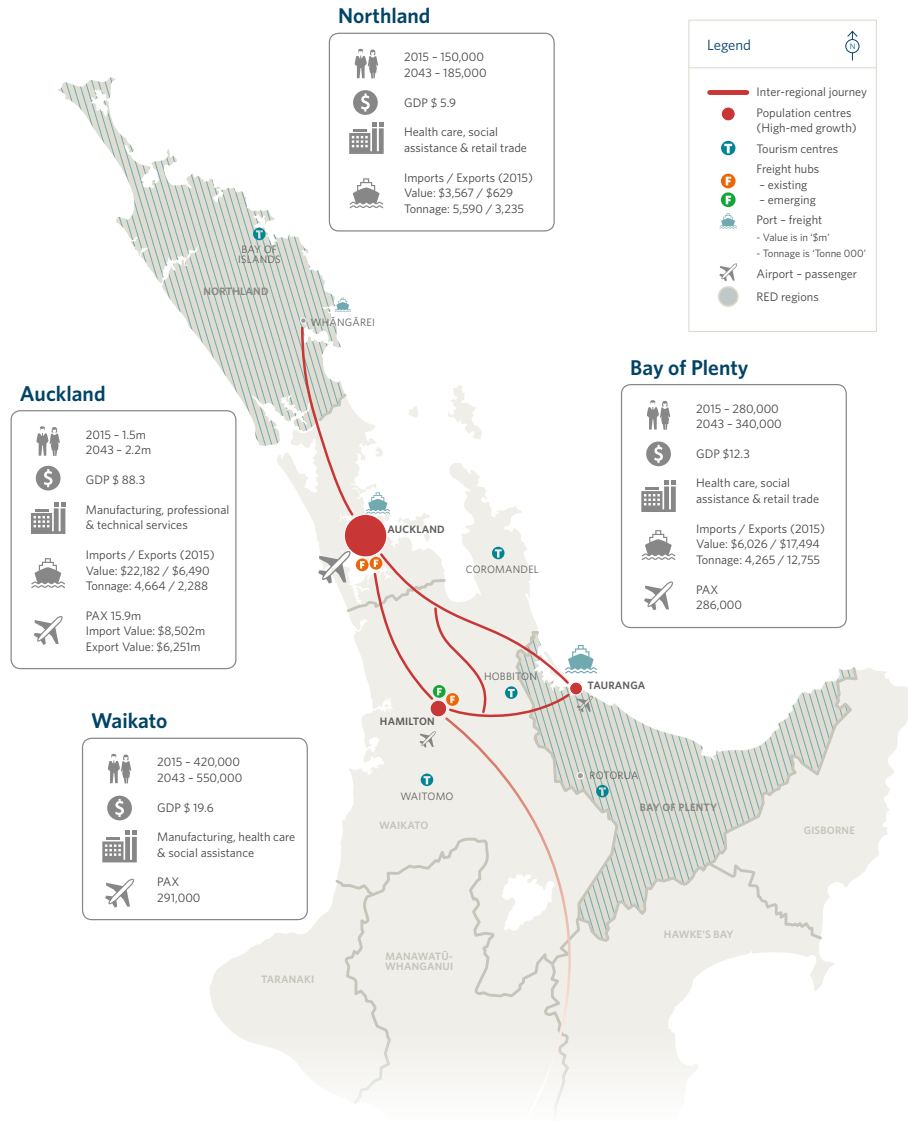 Northland
2015 – 150,000
2043 – 185,000
GDP $ 5.9
Health care, social
assistance & retail trade
Imports / Exports (2015)
Value: $3,567 / $629
Tonnage: 5,590 / 3,235
Legend
N
Inter-regional journey
Population centres
(High-med growth)
T Tourism centres
Freight hubs
F – existing
F – emerging
Port – freight
- Value is in ‘$m’
- Tonnage is ‘Tonne 000’
Airport – passenger
RED regions
T
BAY OF
ISLANDS
NORTHLAND
WHĀNGĀREI
Auckland
2015 – 1.5m
2043 – 2.2m
GDP $ 88.3
Manufacturing, professional
& technical services
Imports / Exports (2015)
Value: $22,182 / $6,490
Tonnage: 4,664 / 2,288
PAX 15.9m
Import Value: $8,502m
Export Value: $6,251m
Bay of Plenty
2015 – 280,000
2043 – 340,000
GDP $12.3
Health care, social
assistance & retail trade
Imports / Exports (2015)
Value: $6,026 / $17,494
Tonnage: 4,265 / 12,755
PAX
286,000
AUCKLAND
F F
T
COROMANDEL
HOBBITON
T
TAURANGA
F F
HAMILTON
Waikato
2015 – 420,000
2043 – 550,000
GDP $ 19.6
Manufacturing, health care
& social assistance
PAX
291,000
T
WAITOMO
WAIKATO
ROTORUA
T
BAY OF PLENTY
GISBORNE
HAWKE'S BAY
MANAWATŪ-
WHANGANUI
TARANAKI